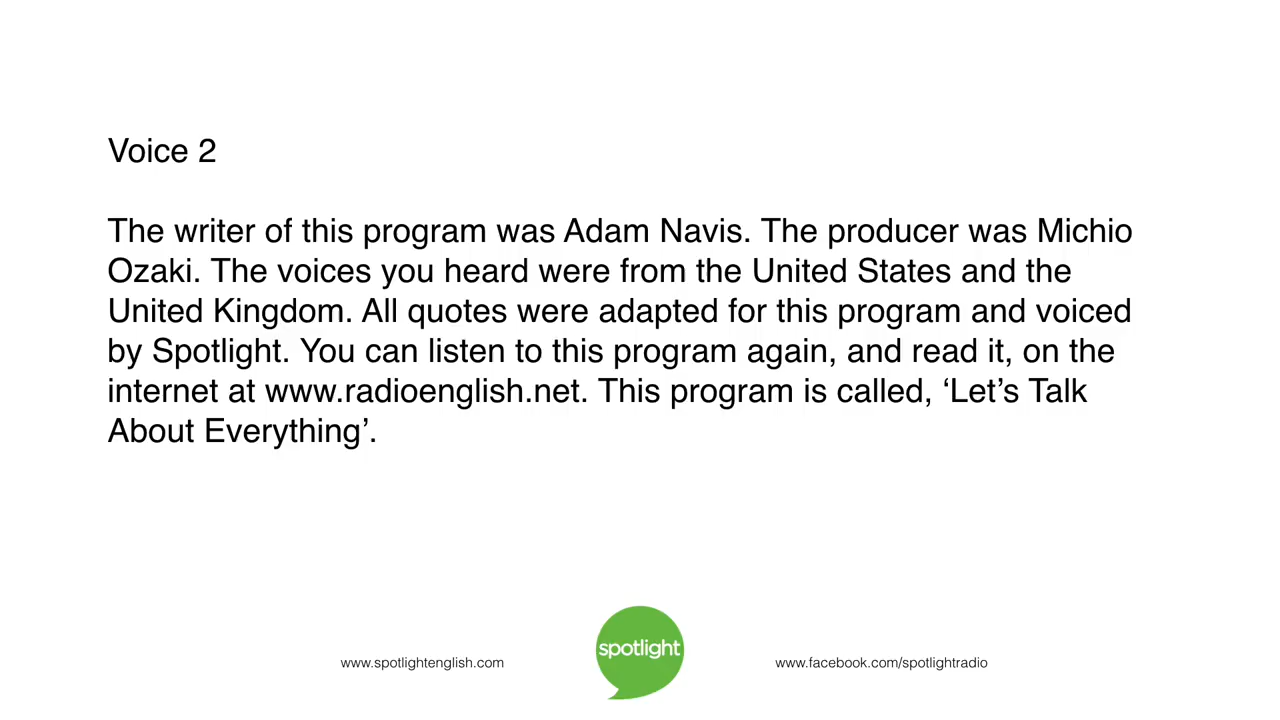 Voice 2
The writer of this program was Adam Navis. The producer was Michio
Ozaki. The voices you heard were from the United States and the
United Kingdom. All quotes were adapted for this program and voiced
by Spotlight. You can listen to this program again, and read it, on the
internet at www.radioenglish.net. This program is called, ‘Let’s Talk
About Everything’.
www.spotlightenglish.com
spotlight
www.facebook.com/spotlightradio